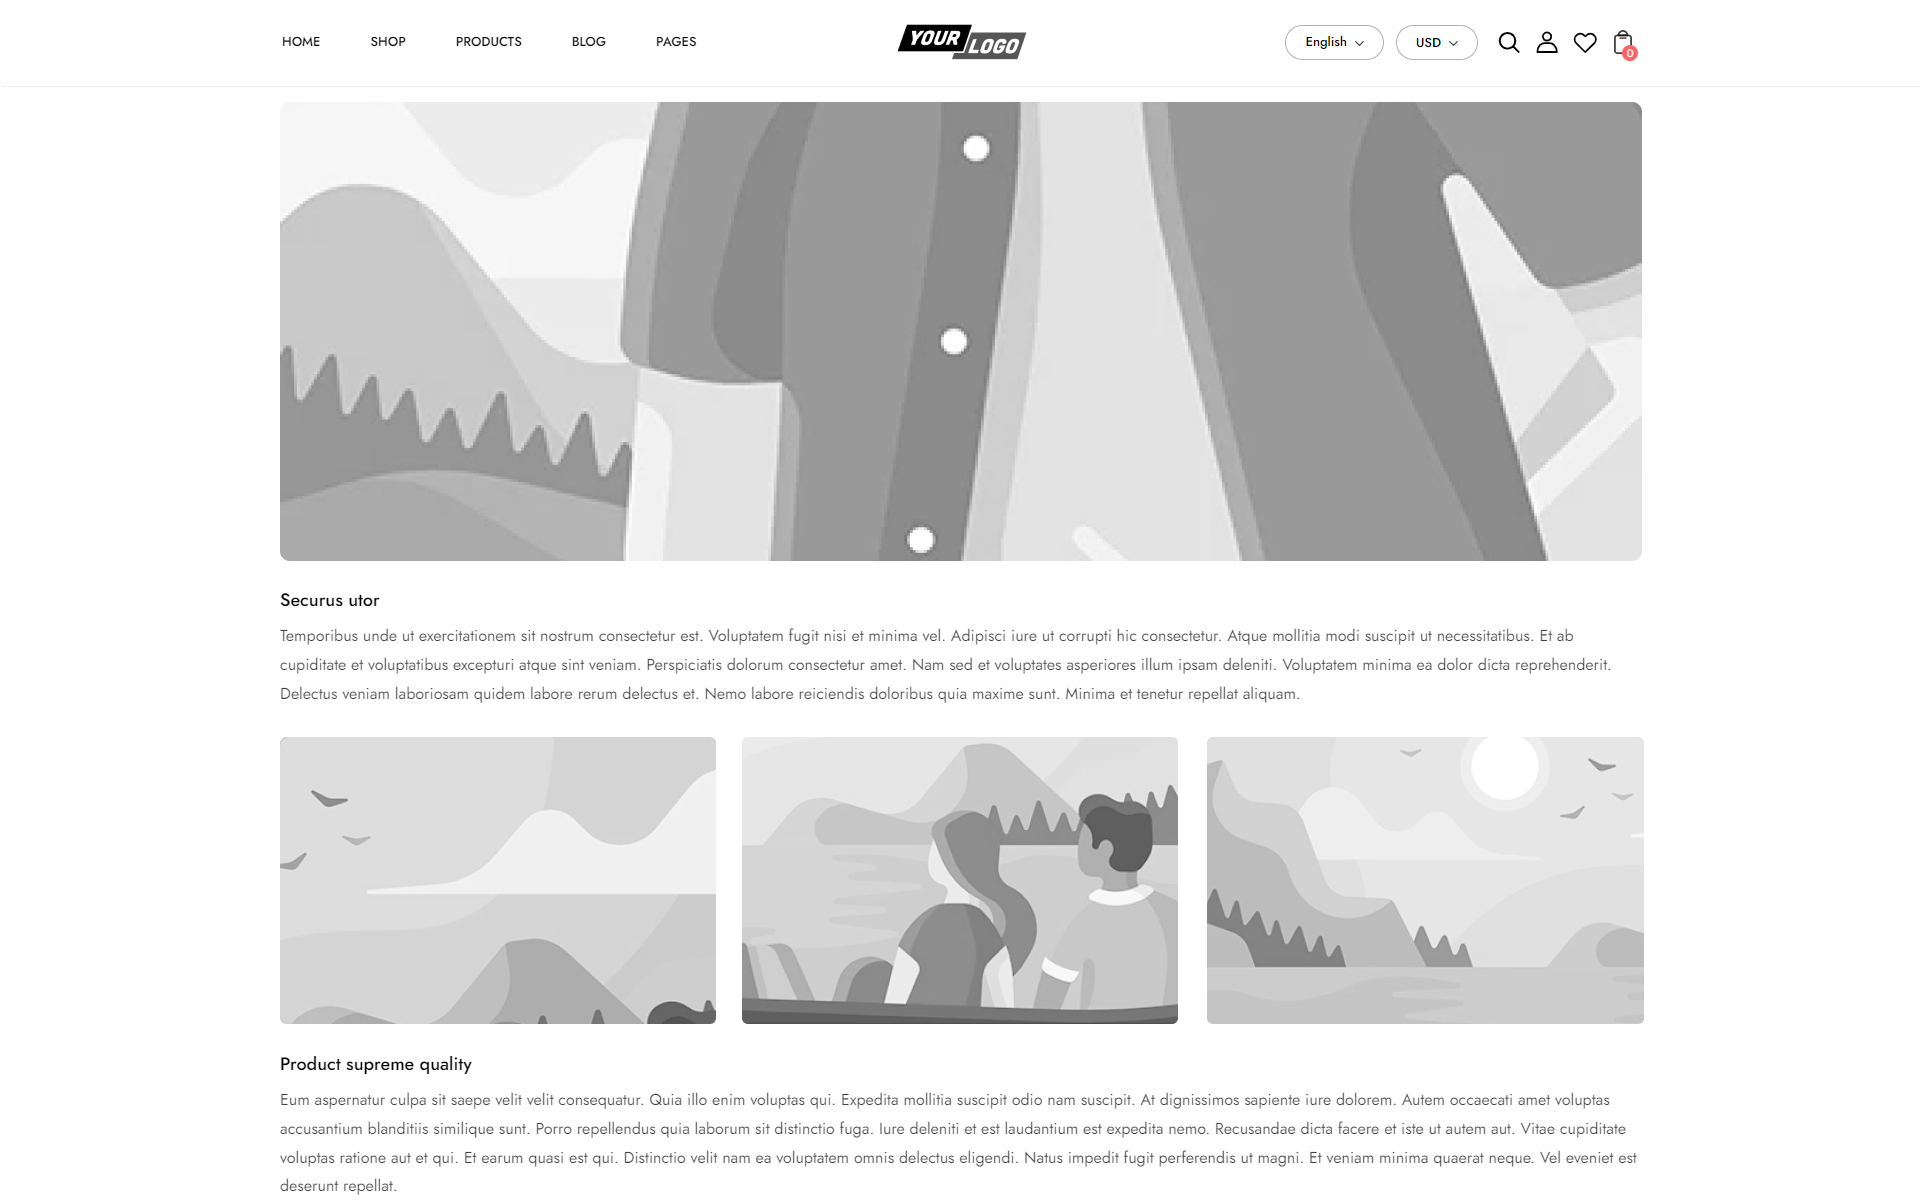 HOME SHOP PRODUCTS BLOG PAGES YOUR LOGO English USD 0
Securus utor
Temporibus unde ut exercitationem sit nostrum consectetur est. Voluptatem fugit nisi et minima vel. Adipisci iure ut corrupti hic consectetur. Atque mollitia modi suscipit ut necessitatibus. Et ab
cupiditate et voluptatibus excepturi atque sint veniam. Perspiciatis dolorum consectetur amet. Nam sed et voluptates asperiores illum ipsam deleniti. Voluptatem minima ea dolor dicta reprehenderit.
Delectus veniam laboriosam quidem labore rerum delectus et. Nemo labore reiciendis doloribus quia maxime sunt. Minima et tenetur repellat aliquam.
Product supreme quality
Eum aspernatur culpa sit saepe velit velit consequatur. Quia illo enim voluptas qui. Expedita mollitia suscipit odio nam suscipit. At dignissimos sapiente iure dolorem. Autem occaecati amet voluptas
accusantium blanditiis similique sunt. Porro repellendus quia laborum sit distinctio fuga. Iure deleniti et est laudantium est expedita nemo. Recusandae dicta facere et iste ut autem aut. Vitae cupiditate
voluptas ratione aut et qui. Et earum quasi est qui. Distinctio velit nam ea voluptatem omnis delectus eligendi. Natus impedit fugit perferendis ut magni. Et veniam minima quaerat neque. Vel eveniet est
deserunt repellat.